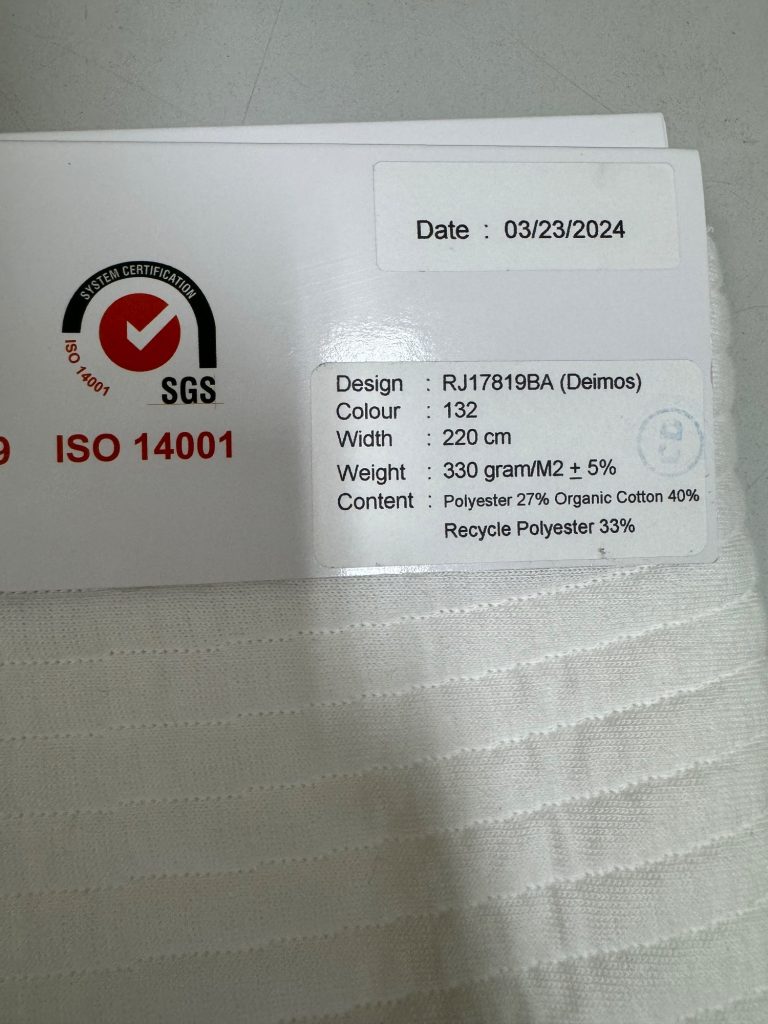 Date : 03/23/2024
SYSTEM CERTIFICATION
ISO 14001
SGS
9 ISO 14001
Design : RJ17819BA (Deimos)
Colour : 132
Width : 220 cm
Weight : 330 gram/M2 ± 5%
Content : Polyester 27% Organic Cotton 40%
Recycle Polyester 33%